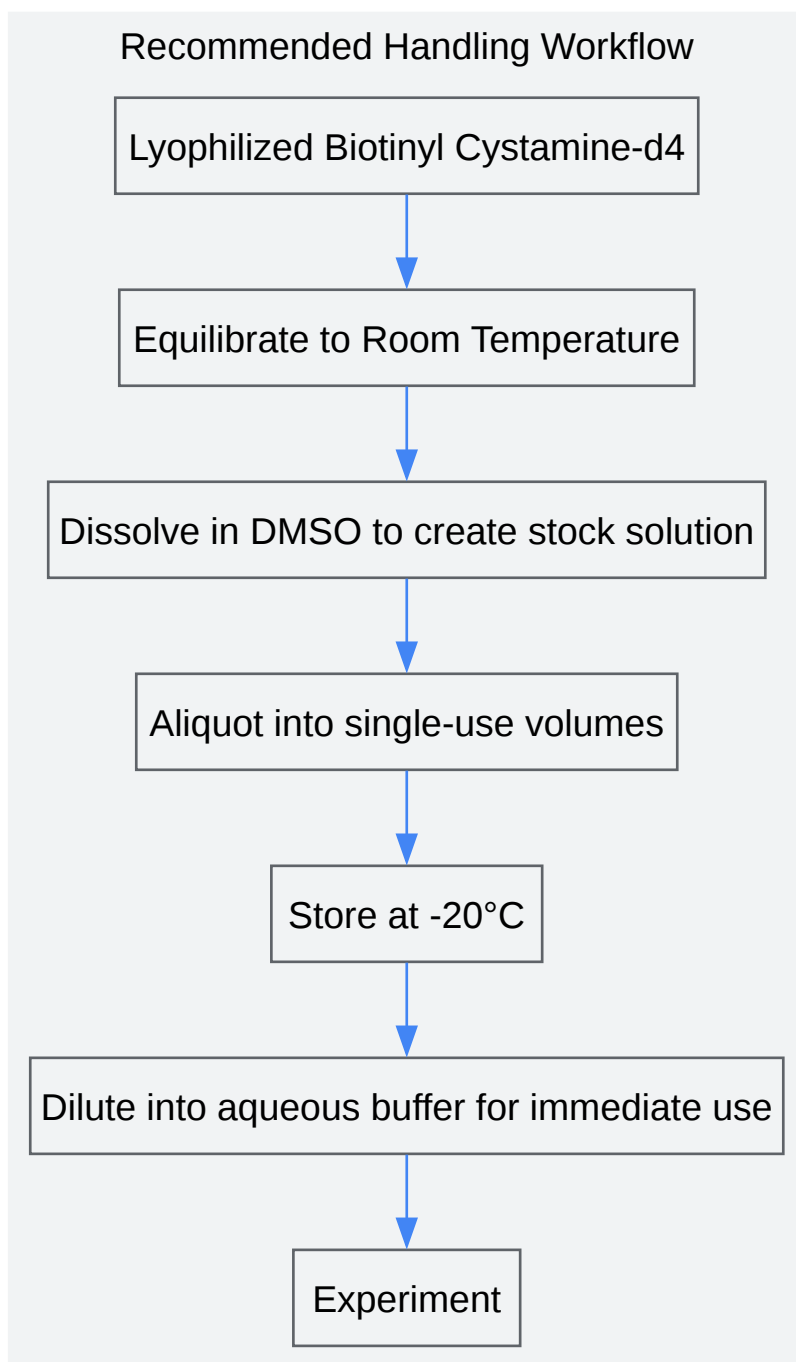 Recommended Handling Workflow
Lyophilized Biotinyl Cystamine-d4
Equilibrate to Room Temperature
Dissolve in DMSO to create stock solution
Aliquot into single-use volumes
Store at -20°C
Dilute into aqueous buffer for immediate use
Experiment